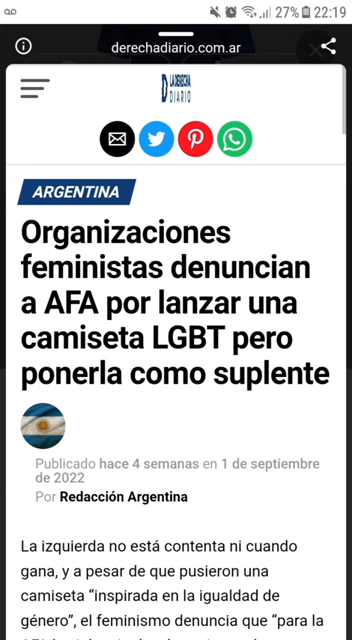 27% 22:19
derechadiario.com.ar
LA DERECHA
DIARIO
ARGENTINA
Organizaciones
feministas denuncian
a AFA por lanzar una
camiseta LGBT pero
ponerla como suplente
Publicado hace 4 semanas en 1 de septiembre
de 2022
Por Redacción Argentina
La izquierda no está contenta ni cuando
gana, y a pesar de que pusieron una
camiseta “inspirada en la igualdad de
género”, el feminismo denuncia que “para la